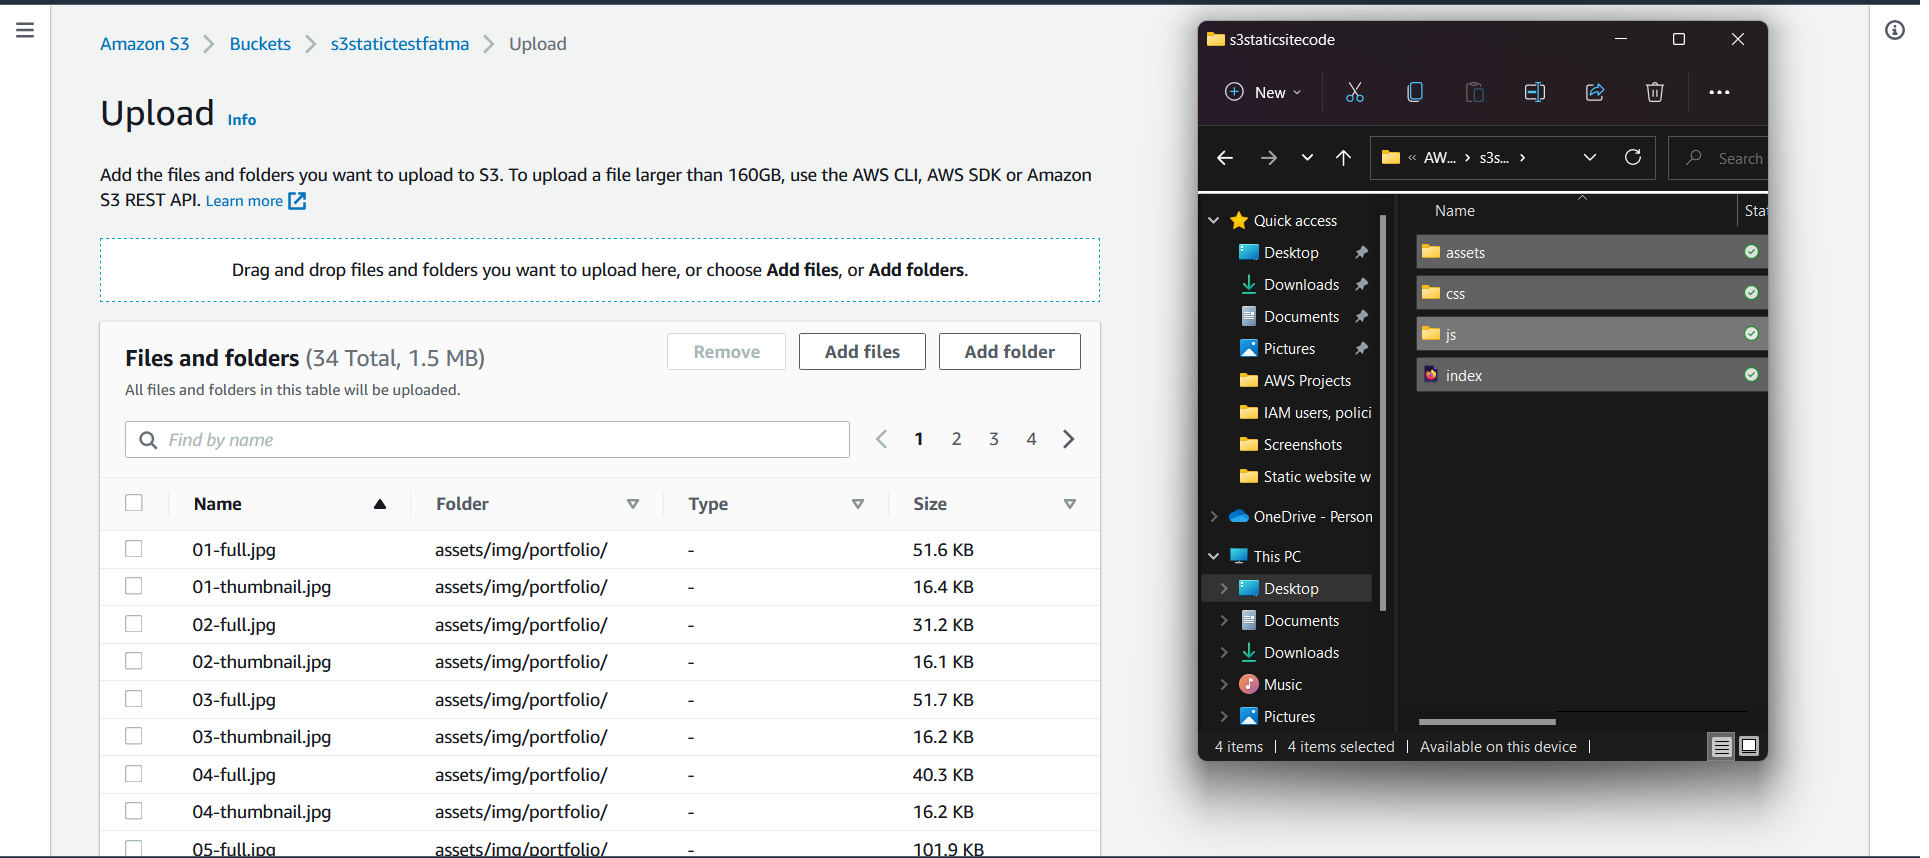 Amazon S3 > Buckets > s3statictestfatma > Upload
Upload Info
Add the files and folders you want to upload to S3. To upload a file larger than 160GB, use the AWS CLI, AWS SDK or Amazon
S3 REST API. Learn more
Drag and drop files and folders you want to upload here, or choose Add files, or Add folders.
Files and folders (34 Total, 1.5 MB)
All files and folders in this table will be uploaded.
Remove
Add files
Add folder
Find by name
1 2 3 4
Name Folder Type Size
01-full.jpg assets/img/portfolio/ - 51.6 KB
01-thumbnail.jpg assets/img/portfolio/ - 16.4 KB
02-full.jpg assets/img/portfolio/ - 31.2 KB
02-thumbnail.jpg assets/img/portfolio/ - 16.1 KB
03-full.jpg assets/img/portfolio/ - 51.7 KB
03-thumbnail.jpg assets/img/portfolio/ - 16.2 KB
04-full.jpg assets/img/portfolio/ - 40.3 KB
04-thumbnail.jpg assets/img/portfolio/ - 16.2 KB
05-full.jpg assets/img/portfolio/ - 101.9 KB
s3staticsitecode
New
« AW... > s3s... >
Search
Name Stat
assets
css
js
index
Quick access
Desktop
Downloads
Documents
Pictures
AWS Projects
IAM users, polici
Screenshots
Static website w
OneDrive - Person
This PC
Desktop
Documents
Downloads
Music
Pictures
4 items | 4 items selected | Available on this device |